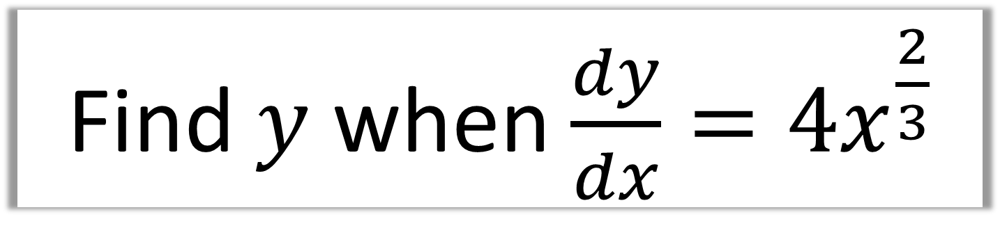 Find y when dy/dx = 4x^(2/3)